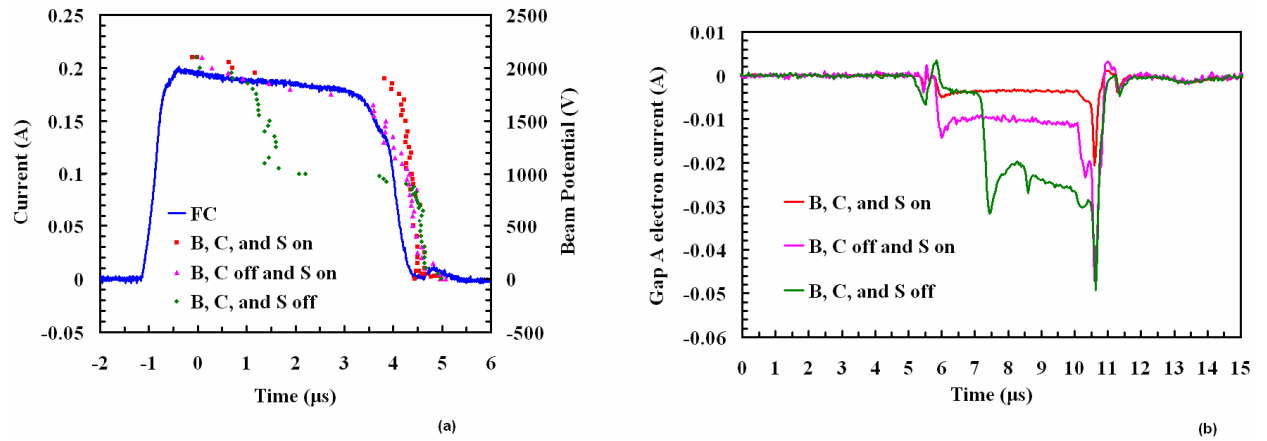 0.25
0.2
0.15
0.1
0.05
0
-0.05
Current (A)
2500
2000
1500
1000
500
0
-500
Beam Potential (V)
FC
B, C, and S on
B, C off and S on
B, C, and S off
-2 -1 0 1 2 3 4 5 6
Time (µs)
(a)
0.01
0
-0.01
-0.02
-0.03
-0.04
-0.05
-0.06
Gap A electron current (A)
B, C, and S on
B, C off and S on
B, C, and S off
0 1 2 3 4 5 6 7 8 9 10 11 12 13 14 15
Time (µs)
(b)